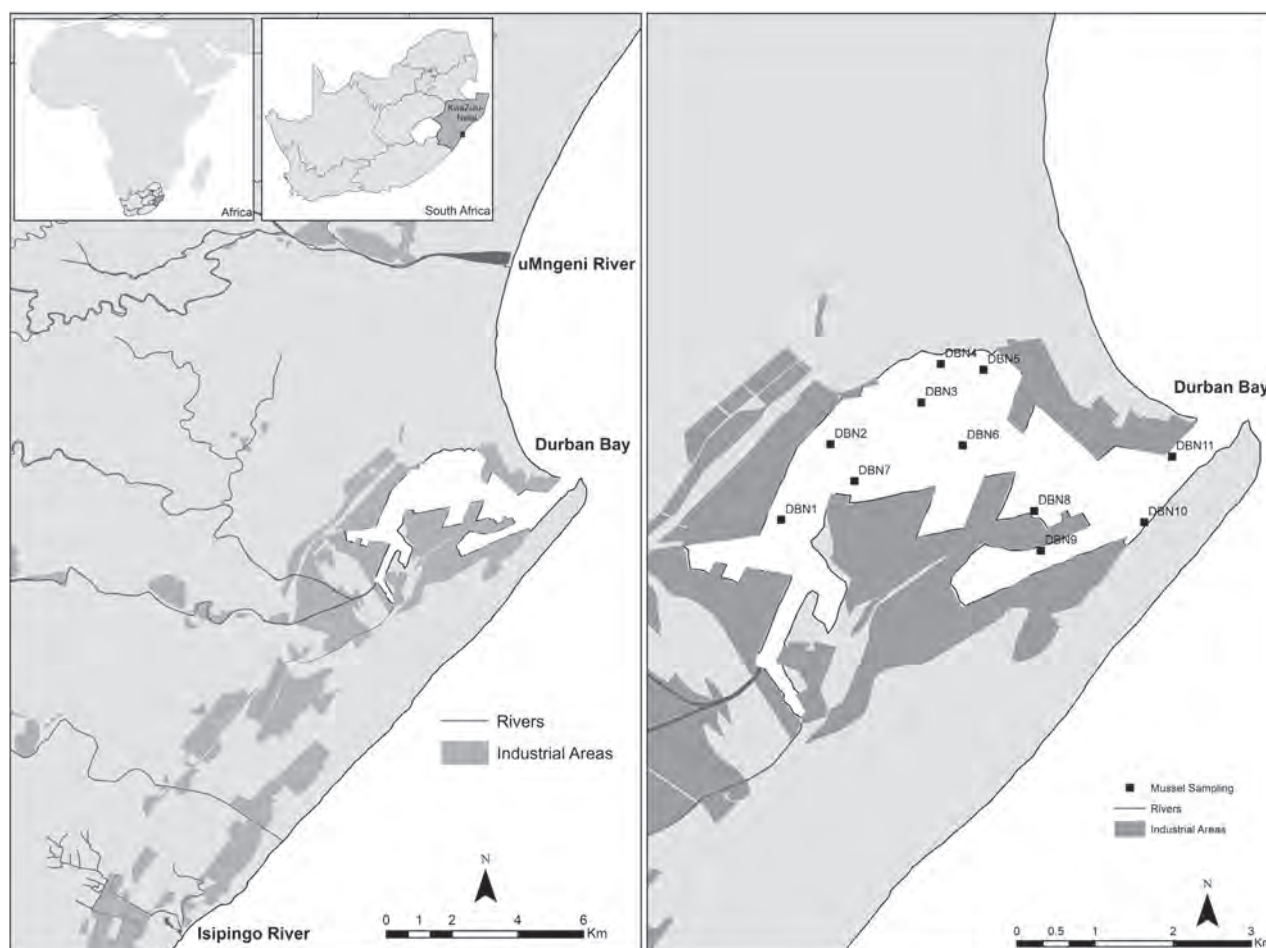 Africa
KwaZulu-
Natal
South Africa
uMngeni River
Durban Bay
Rivers
Industrial Areas
N
0 2 4 6
Km
Isipingo River
DBN4
DBN5
DBN3
Durban Bay
DBN2
DBN6
DBN11
DBN7
DBN8
DBN1
DBN10
DBN9
Mussel Sampling
Rivers
Industrial Areas
N
0 0.5 1 2 3